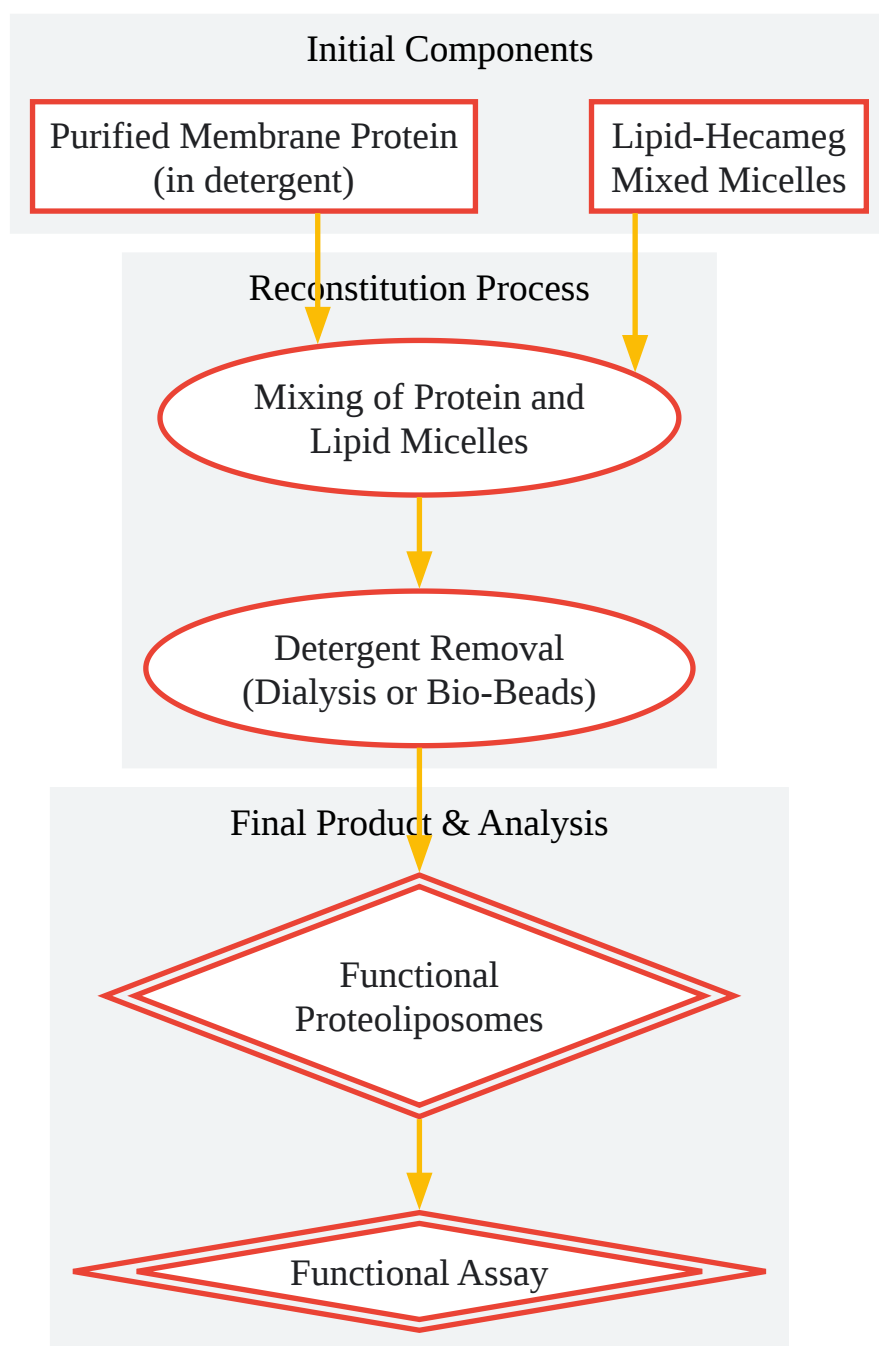 Initial Components
Purified Membrane Protein
(in detergent)
Lipid-Hecameg
Mixed Micelles
Reconstitution Process
Mixing of Protein and
Lipid Micelles
Detergent Removal
(Dialysis or Bio-Beads)
Final Product & Analysis
Functional
Proteoliposomes
Functional Assay